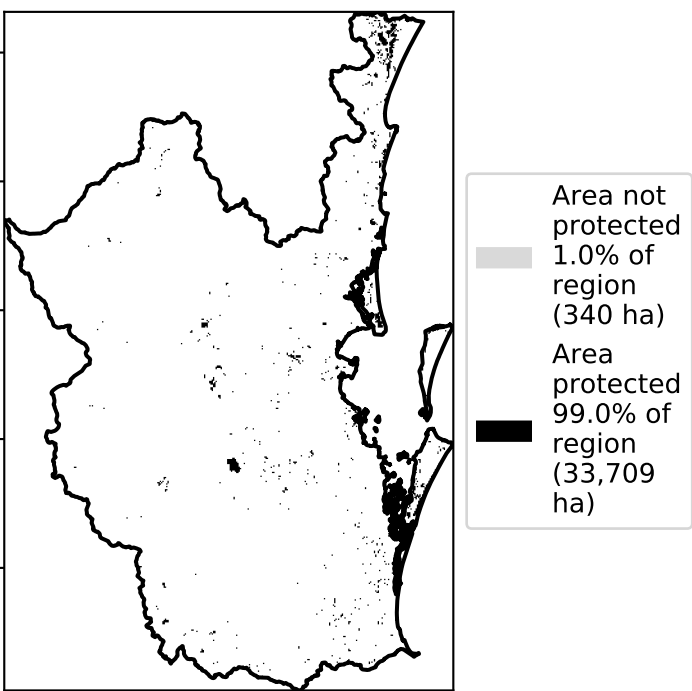 Area not
protected
1.0% of
region
(340 ha)
Area
protected
99.0% of
region
(33,709
ha)